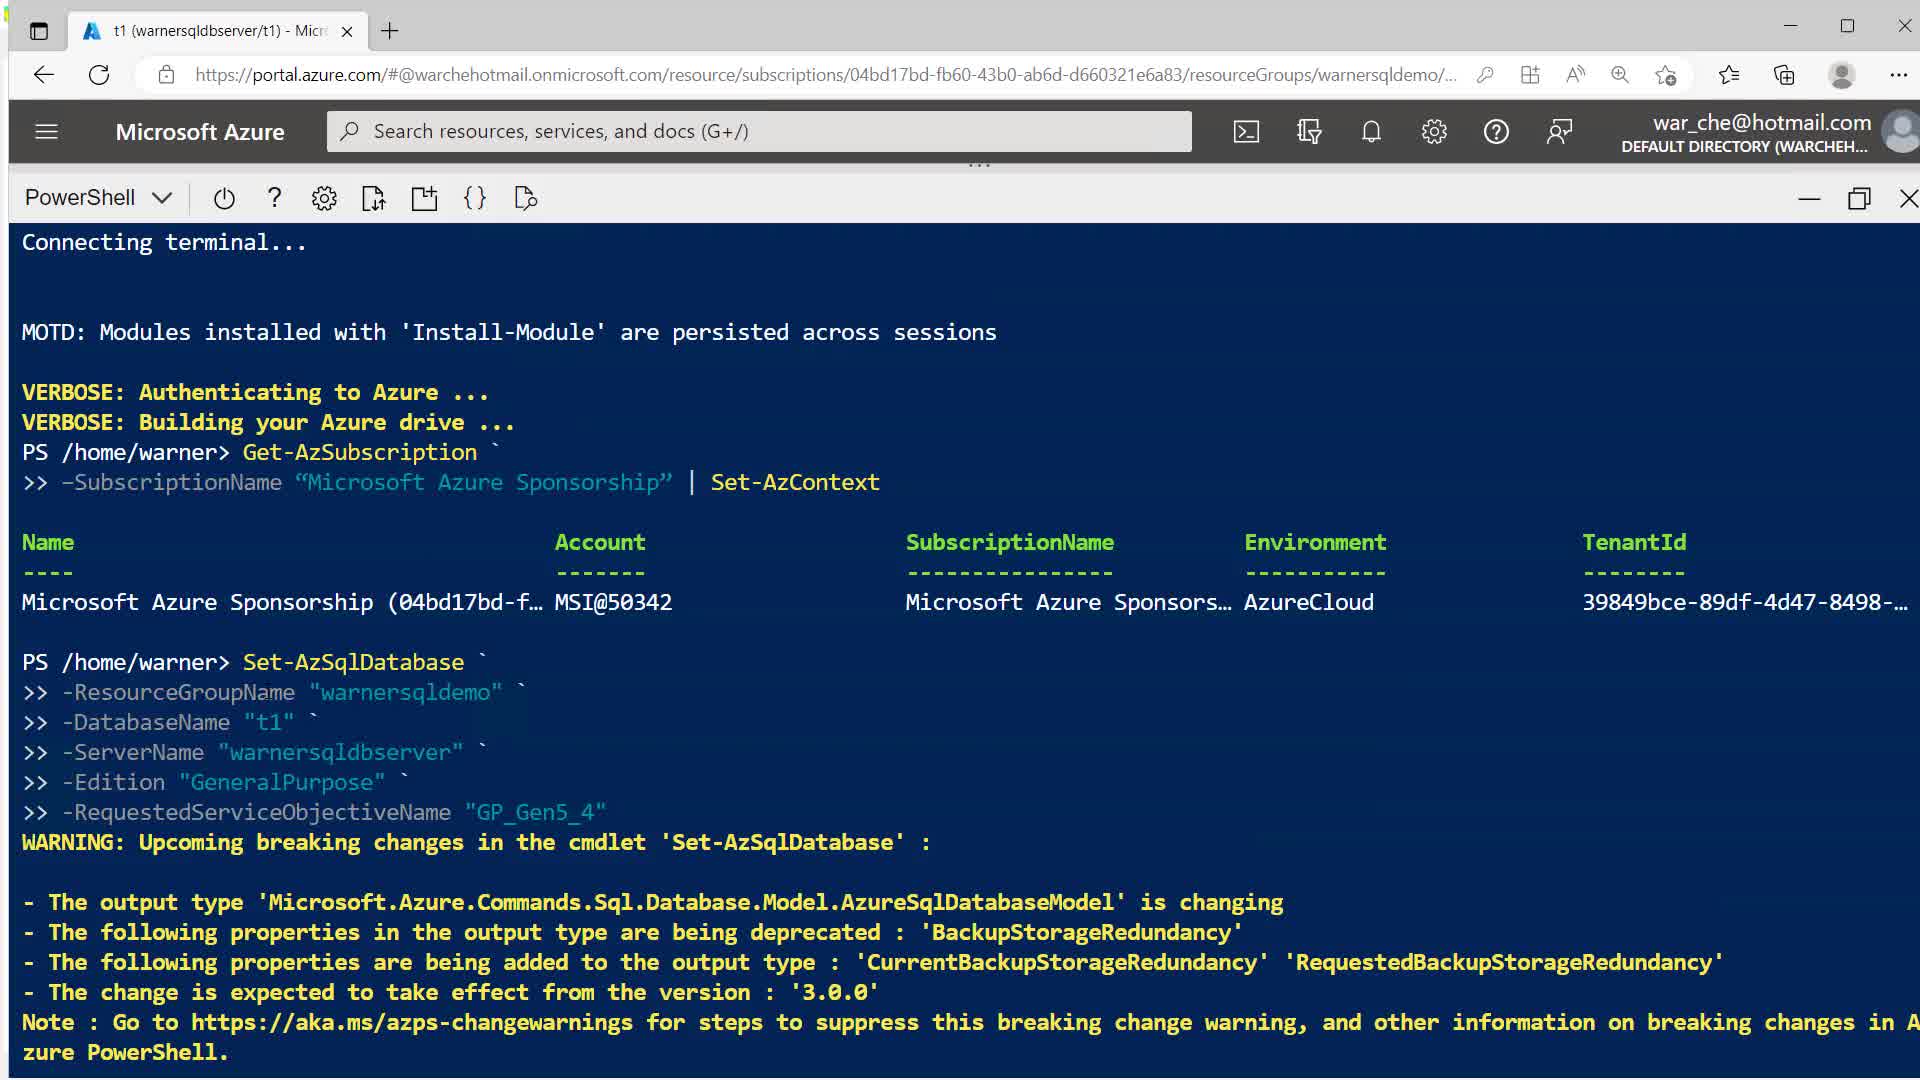 t1 (warnersqldbserver/t1) - Micr
https://portal.azure.com/#@warchehotmail.onmicrosoft.com/resource/subscriptions/04bd17bd-fb60-43b0-ab6d-d660321e6a83/resourceGroups/warnersqldemo/...
Microsoft Azure
Search resources, services, and docs (G+/)
war_che@hotmail.com
DEFAULT DIRECTORY (WARCHEH...
PowerShell
Connecting terminal...
MOTD: Modules installed with 'Install-Module' are persisted across sessions
VERBOSE: Authenticating to Azure ...
VERBOSE: Building your Azure drive ...
PS /home/warner> Get-AzSubscription `
>> –SubscriptionName “Microsoft Azure Sponsorship” | Set-AzContext
Name Account SubscriptionName Environment TenantId
---- ------- ---------------- ----------- --------
Microsoft Azure Sponsorship (04bd17bd-f… MSI@50342 Microsoft Azure Sponsors… AzureCloud 39849bce-89df-4d47-8498-…
PS /home/warner> Set-AzSqlDatabase `
>> -ResourceGroupName "warnersqldemo" `
>> -DatabaseName "t1" `
>> -ServerName "warnersqldbserver" `
>> -Edition "GeneralPurpose" `
>> -RequestedServiceObjectiveName "GP_Gen5_4"
WARNING: Upcoming breaking changes in the cmdlet 'Set-AzSqlDatabase' :
- The output type 'Microsoft.Azure.Commands.Sql.Database.Model.AzureSqlDatabaseModel' is changing
- The following properties in the output type are being deprecated : 'BackupStorageRedundancy'
- The following properties are being added to the output type : 'CurrentBackupStorageRedundancy' 'RequestedBackupStorageRedundancy'
- The change is expected to take effect from the version : '3.0.0'
Note : Go to https://aka.ms/azps-changewarnings for steps to suppress this breaking change warning, and other information on breaking changes in A
zure PowerShell.